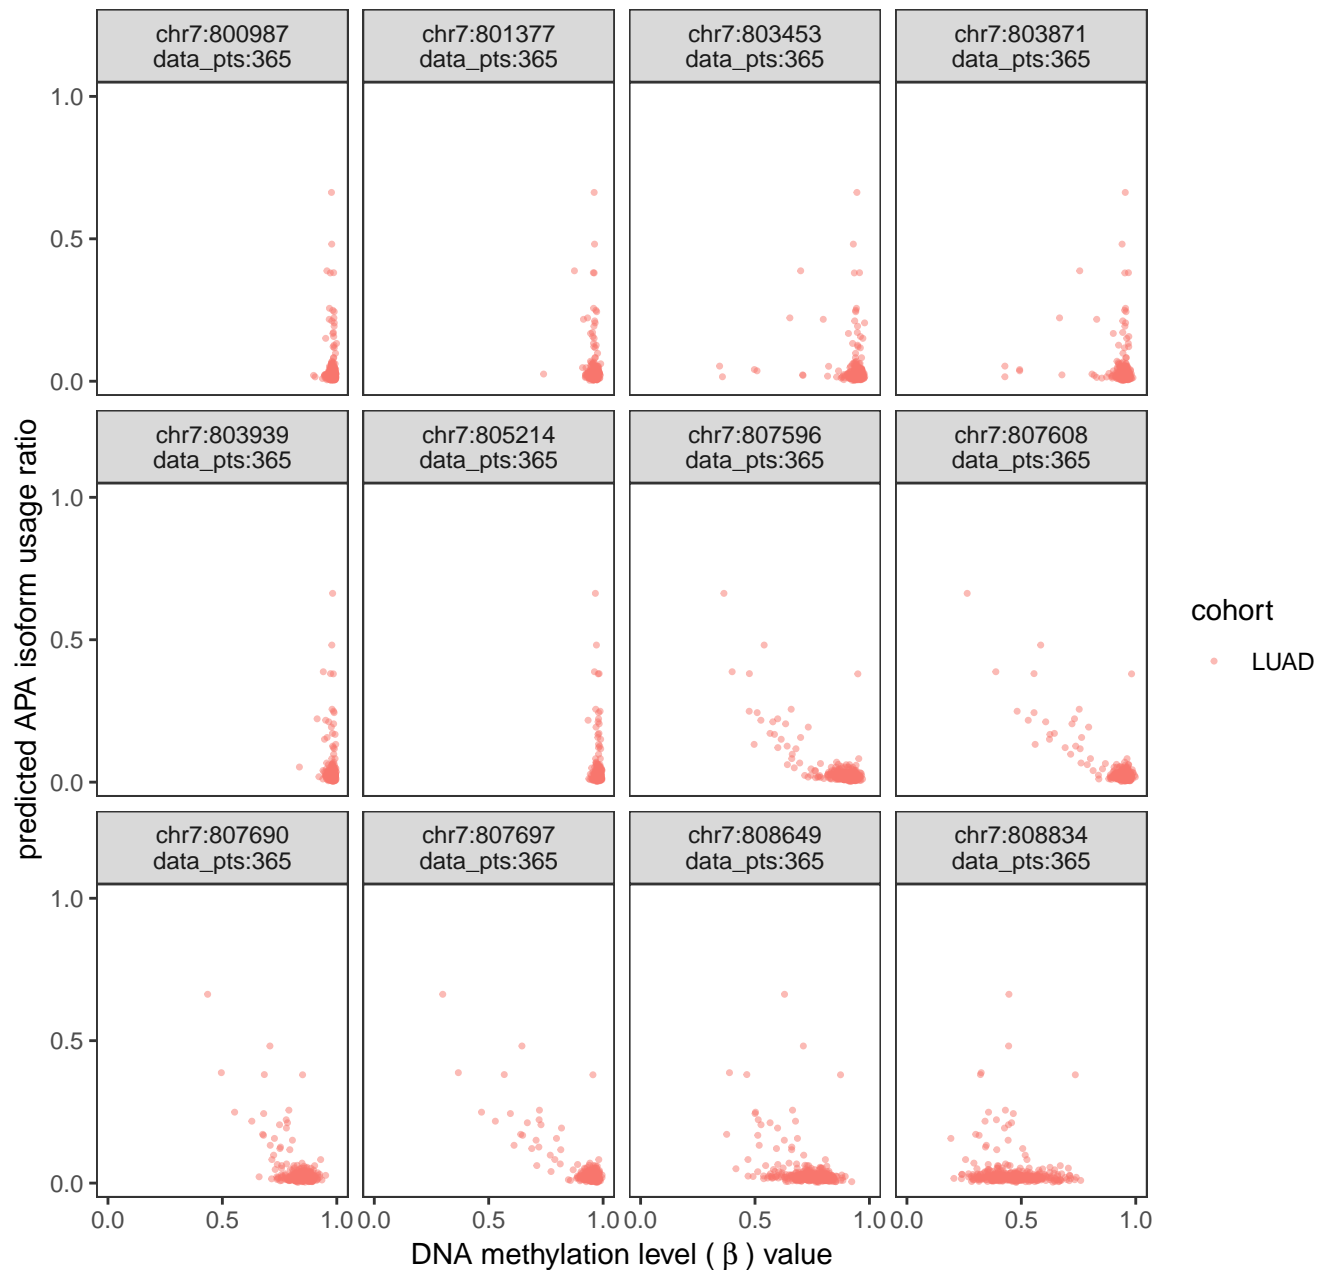 chr7:800987
data_pts:365
chr7:801377
data_pts:365
chr7:803453
data_pts:365
chr7:803871
data_pts:365
1.0
0.5
0.0
chr7:803939
data_pts:365
chr7:805214
data_pts:365
chr7:807596
data_pts:365
chr7:807608
data_pts:365
1.0
0.5
0.0
chr7:807690
data_pts:365
chr7:807697
data_pts:365
chr7:808649
data_pts:365
chr7:808834
data_pts:365
1.0
0.5
0.0
0.0 0.5 1.0
0.0 0.5 1.0
0.0 0.5 1.0
0.0 0.5 1.0
DNA methylation level ( β ) value
predicted APA isoform usage ratio
cohort
LUAD